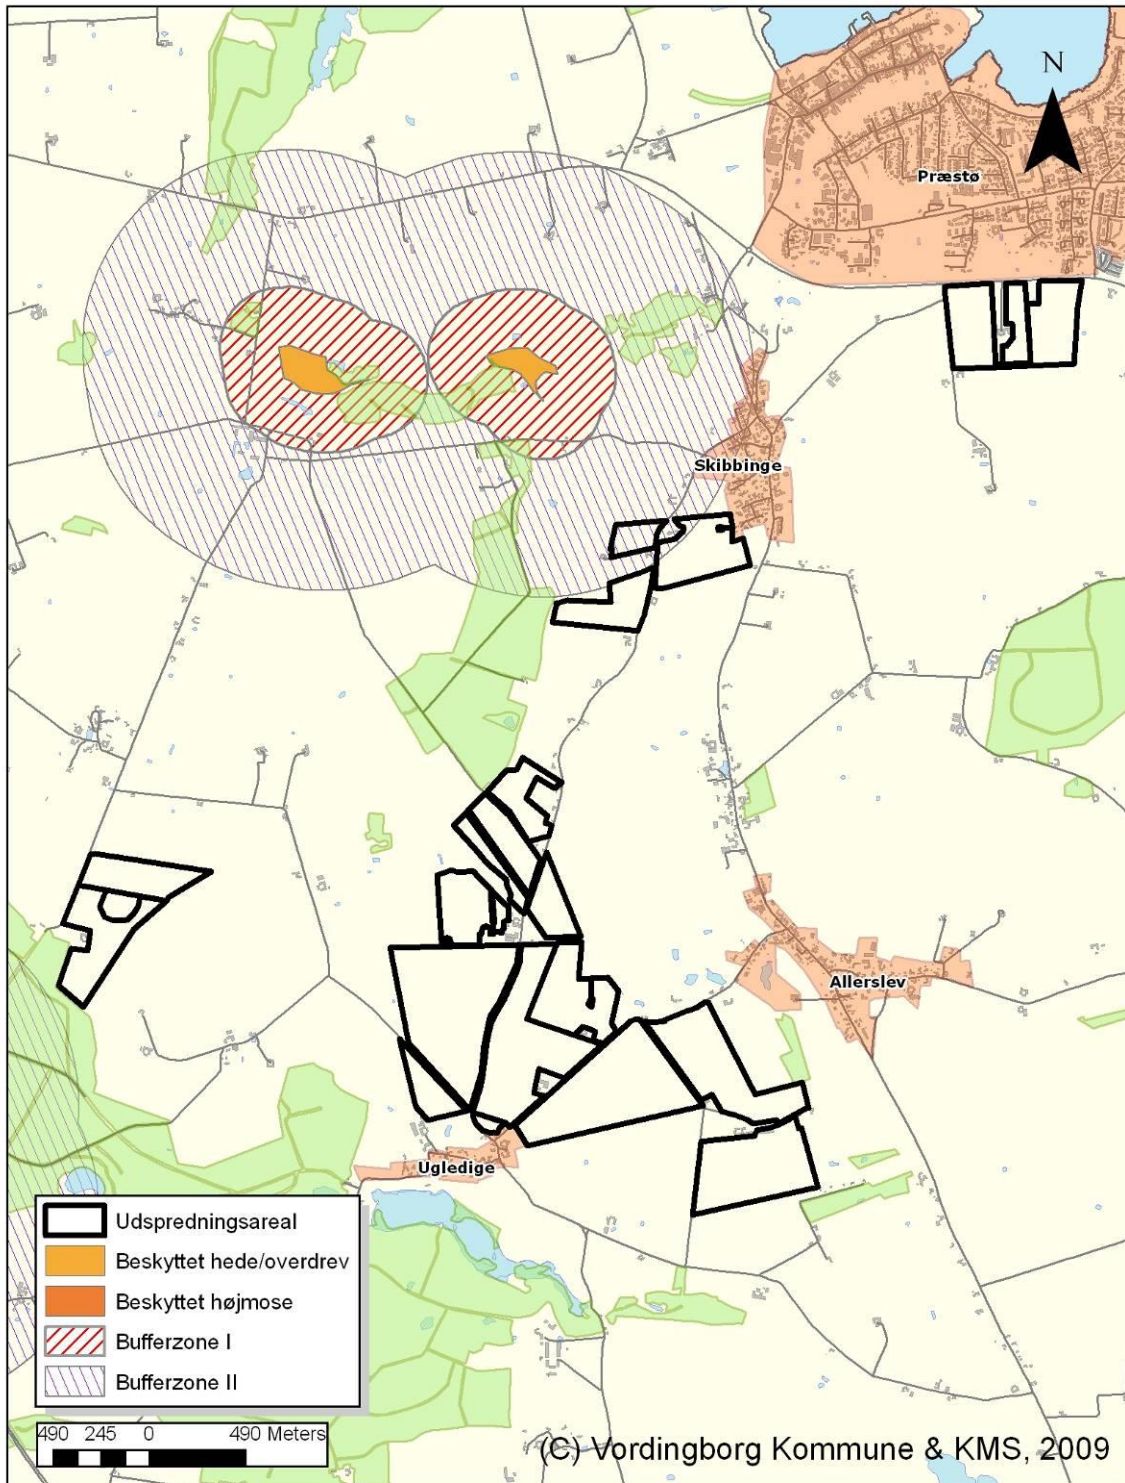 N
Præstø
Skibbinge
Allerslev
Ugledige
Udspredningsareal
Beskyttet hede/overdrev
Beskyttet højmose
Bufferzone I
Bufferzone II
490 245 0 490 Meters
(C) Vordingborg Kommune & KMS, 2009